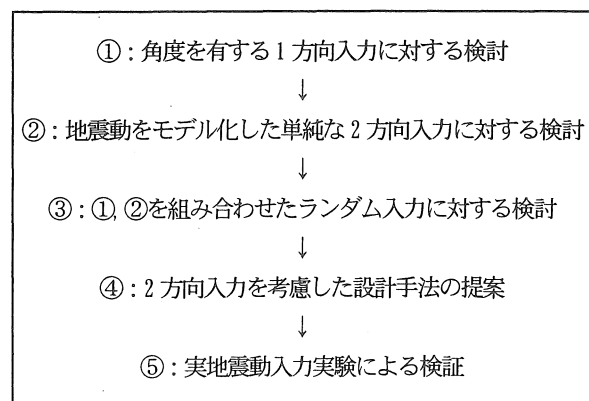 ①：角度を有する1方向入力に対する検討
↓
②：地震動をモデル化した単純な2方向入力に対する検討
↓
③：①,②を組み合わせたランダム入力に対する検討
↓
④：2方向入力を考慮した設計手法の提案
↓
⑤：実地震動入力実験による検証